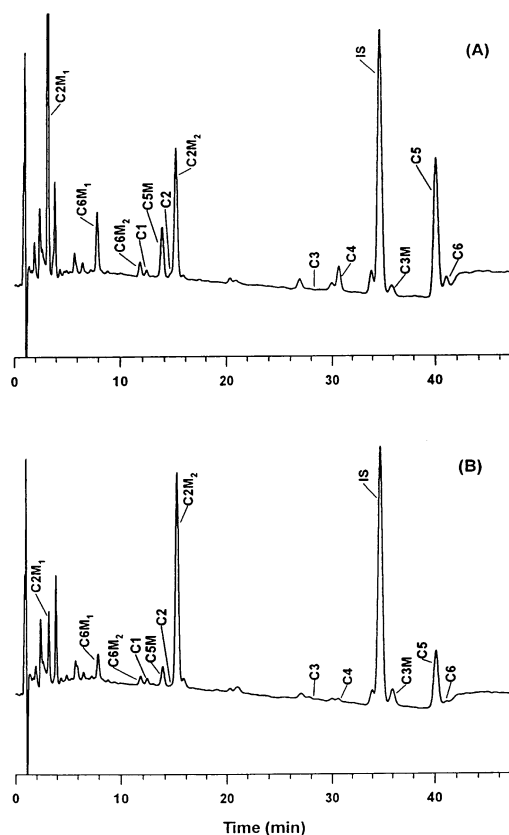 (A)
C2M₁
C6M₁
C6M₂
C1
C5M
C2
C2M₂
C3
C4
IS
C3M
C5
C6
0 10 20 30 40
(B)
C2M₁
C6M₁
C6M₂
C1
C5M
C2
C2M₂
C3
C4
IS
C3M
C5
C6
0 10 20 30 40
Time (min)